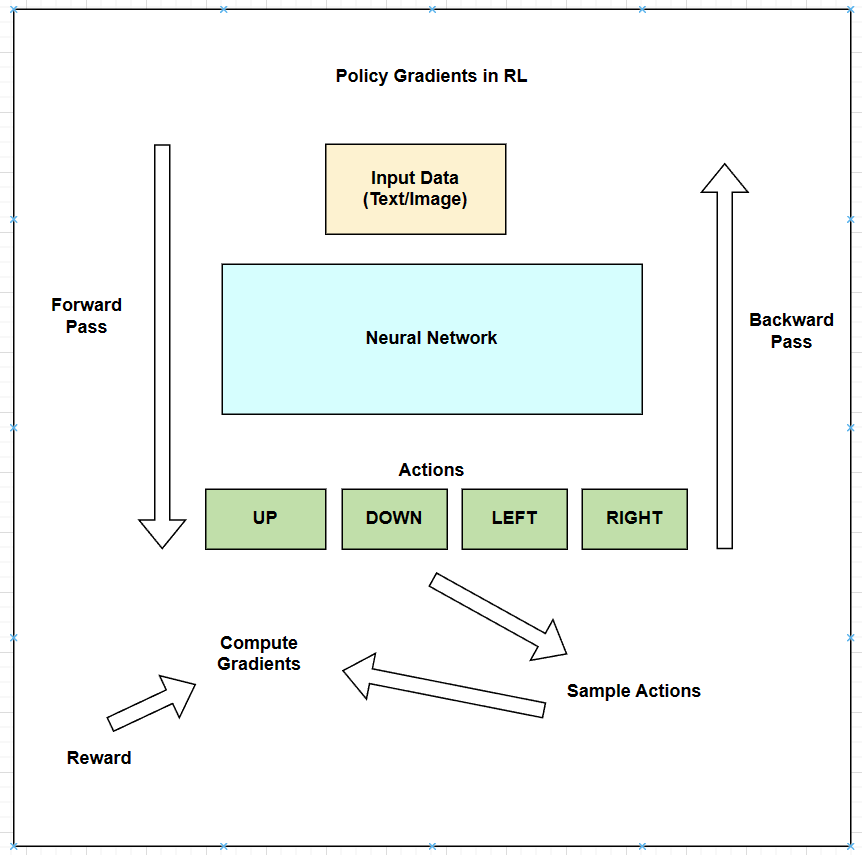 Policy Gradients in RL
Input Data
(Text/Image)
Forward
Pass
Neural Network
Backward
Pass
Actions
UP
DOWN
LEFT
RIGHT
Compute
Gradients
Sample Actions
Reward